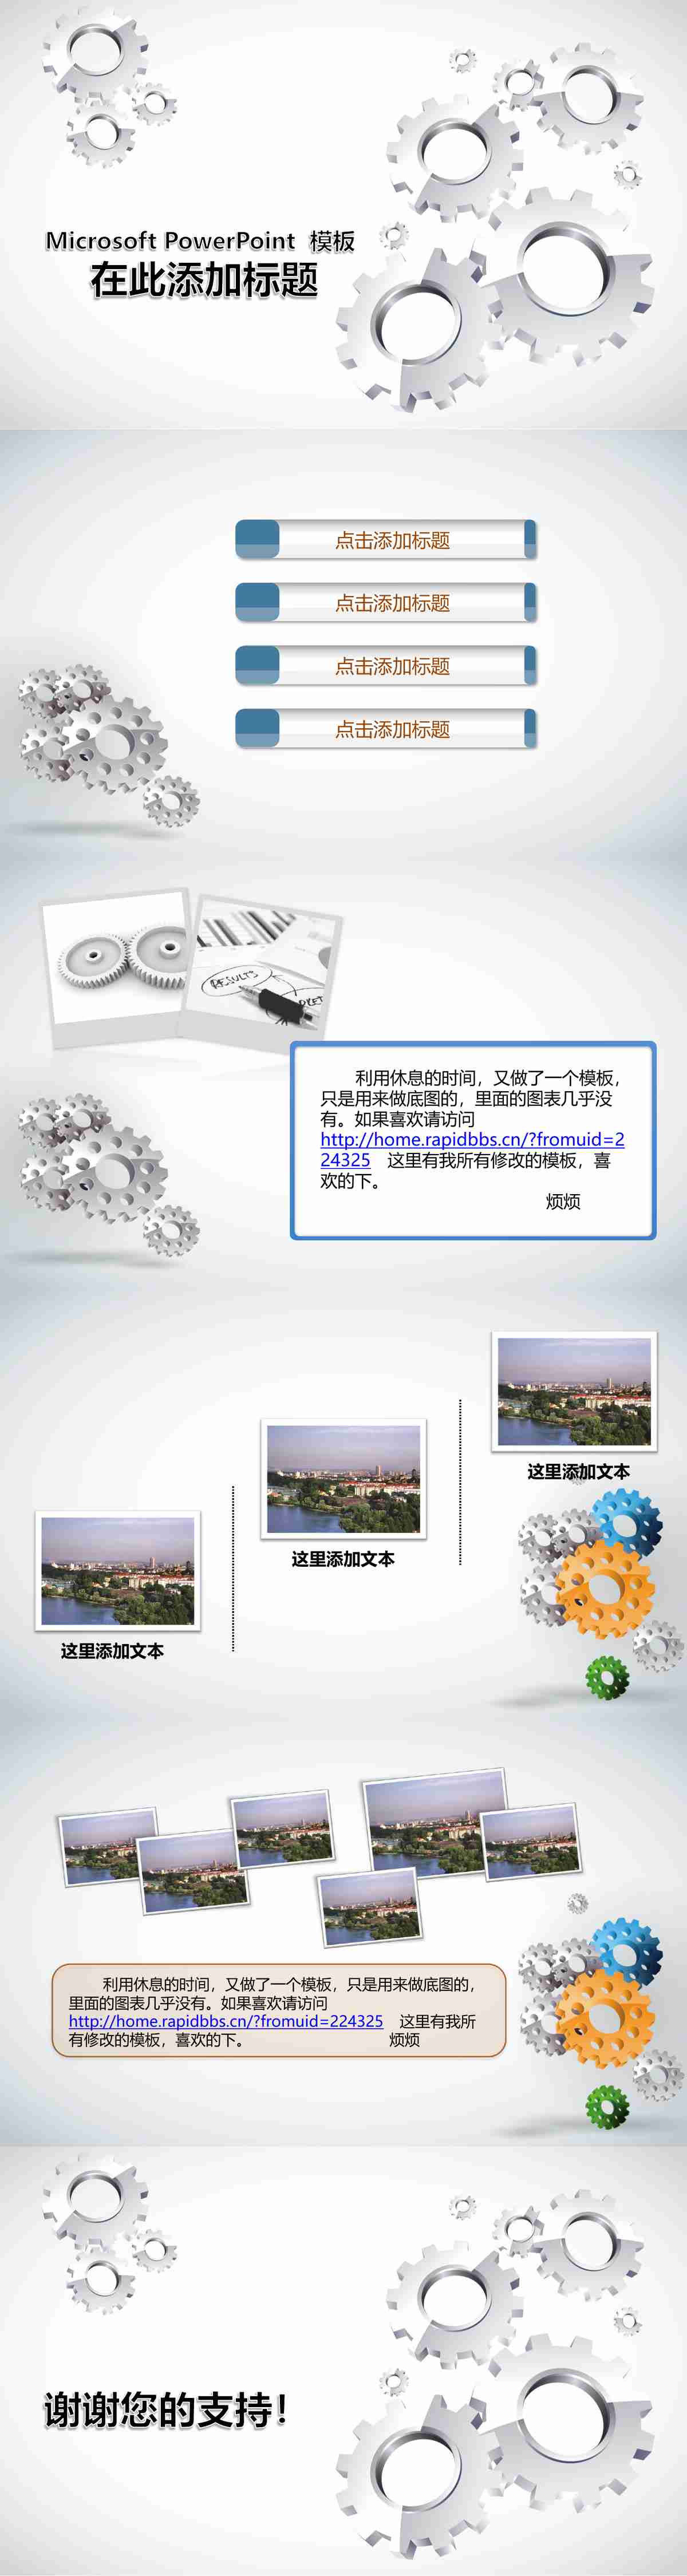 Microsoft PowerPoint 模板
在此添加标题
点击添加标题
点击添加标题
点击添加标题
点击添加标题
RESULTS
利用休息的时间，又做了一个模板，
只是用来做底图的，里面的图表几乎没
有。如果喜欢请访问
http://home.rapidbbs.cn/?fromuid=2
24325 这里有我所有修改的模板，喜
欢的下。
烦烦
这里添加文本
这里添加文本
这里添加文本
利用休息的时间，又做了一个模板，只是用来做底图的，
里面的图表几乎没有。如果喜欢请访问
http://home.rapidbbs.cn/?fromuid=224325 这里有我所
有修改的模板，喜欢的下。 烦烦
谢谢您的支持！